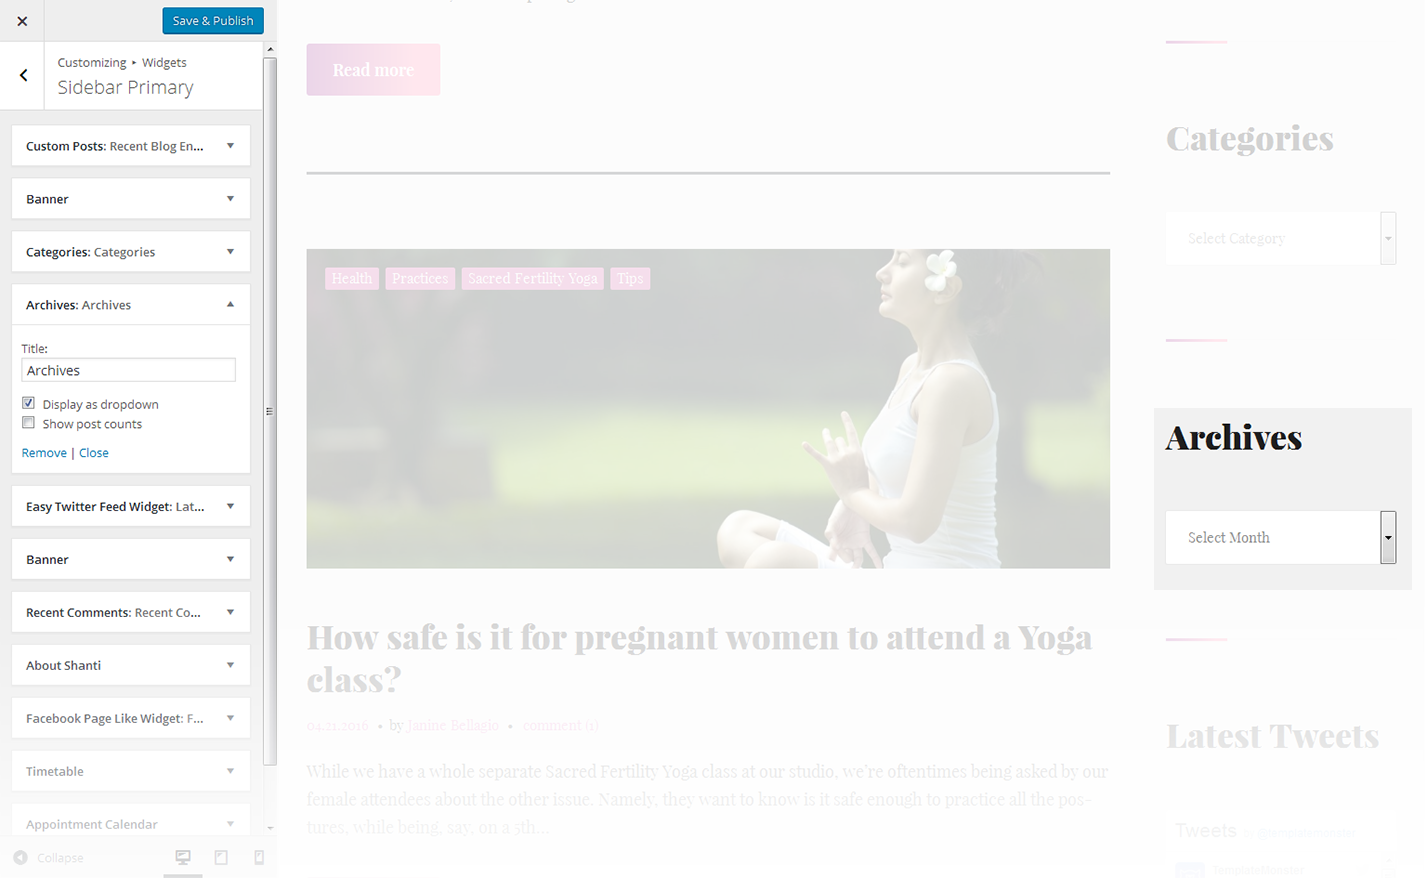 Save & Publish
Customizing ▸ Widgets
Sidebar Primary
Custom Posts: Recent Blog En...
Banner
Categories: Categories
Archives: Archives
Title:
Archives
Display as dropdown
Show post counts
Remove | Close
Easy Twitter Feed Widget: Lat...
Banner
Recent Comments: Recent Co...
About Shanti
Facebook Page Like Widget: F...
Timetable
Appointment Calendar
Collapse
Read more
Health
Practices
Sacred Fertility Yoga
Tips
How safe is it for pregnant women to attend a Yoga
class?
04.21.2016 • by Janine Bellagio • comment (1)
While we have a whole separate Sacred Fertility Yoga class at our studio, we're oftentimes being asked by our
female attendees about the other issue. Namely, they want to know is it safe enough to practice all the pos-
tures, while being, say, on a 5th...
Categories
Select Category
Archives
Select Month
Latest Tweets
Tweets by @templatemonster
TemplateMonster